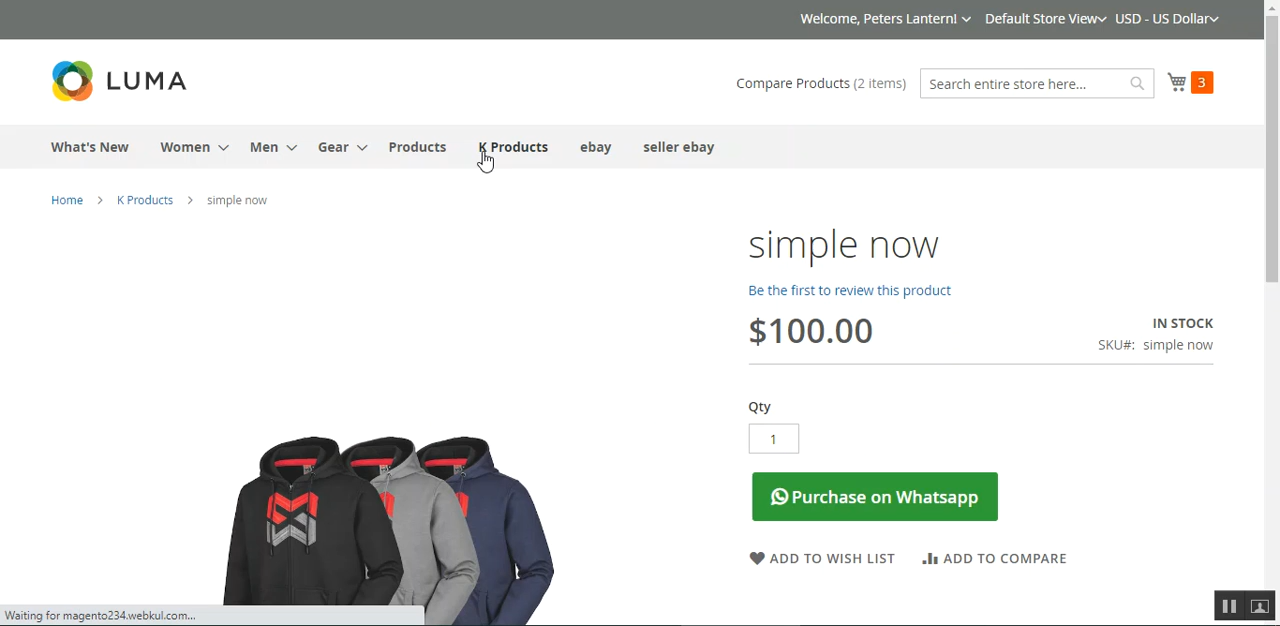 Welcome, Peters Lantern! Default Store View USD - US Dollar
LUMA
Compare Products (2 items) Search entire store here... 3
What's New Women Men Gear Products K Products ebay seller ebay
Home > K Products > simple now
simple now
Be the first to review this product
$100.00
IN STOCK
SKU#: simple now
Qty
1
Purchase on Whatsapp
ADD TO WISH LIST ADD TO COMPARE
Waiting for magento234.webkul.com...